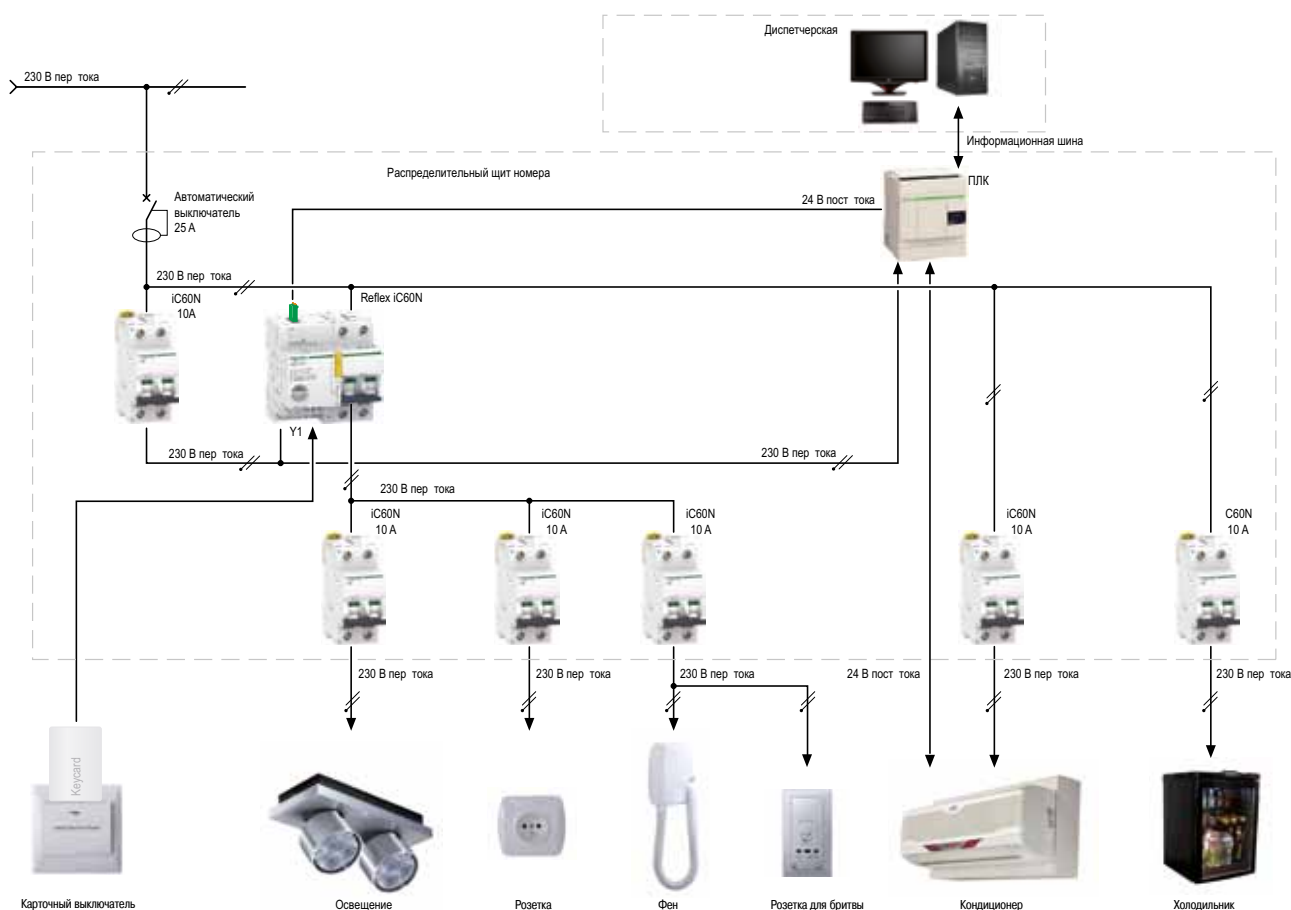 Диспетчерская
230 В пер тока
Информационная шина
Распределительный щит номера
ПЛК
Автоматический
выключатель
25 А
24 В пост тока
230 В пер тока
iC60N
10A
Reflex iC60N
Y1
230 В пер тока
230 В пер тока
230 В пер тока
iC60N
10 A
iC60N
10 A
iC60N
10 A
iC60N
10 A
C60N
10 A
230 В пер тока
230 В пер тока
230 В пер тока
24 В пост тока
230 В пер тока
230 В пер тока
Keycard
Карточный выключатель
Освещение
Розетка
Фен
Розетка для бритвы
Кондиционер
Холодильник